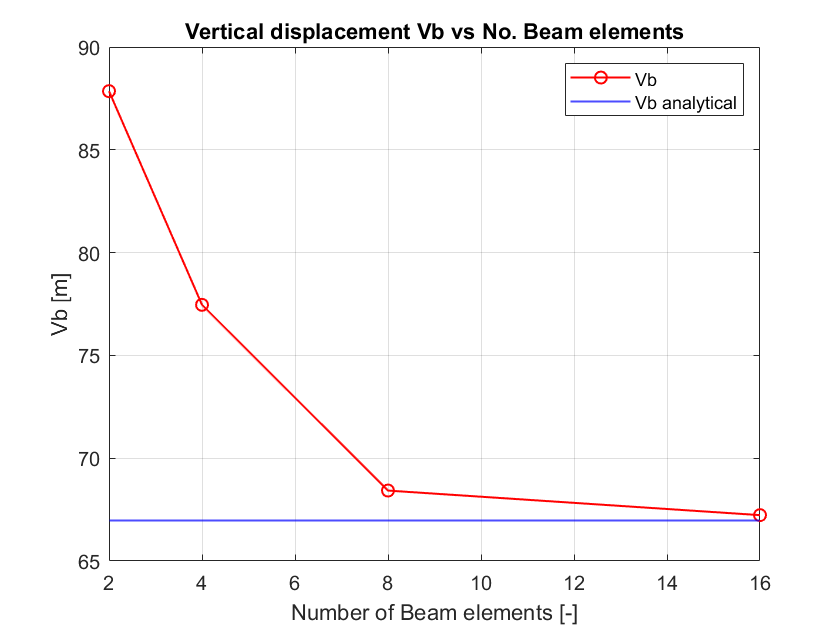 Vertical displacement Vb vs No. Beam elements
Vb
Vb analytical
90
85
80
75
70
65
Vb [m]
2 4 6 8 10 12 14 16
Number of Beam elements [-]